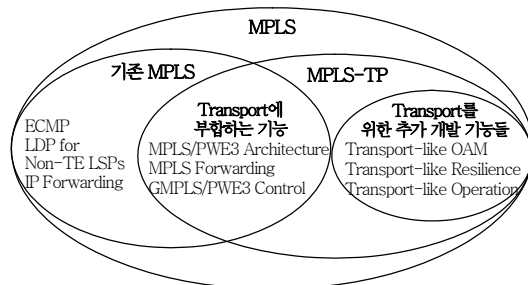 MPLS
기존 MPLS
MPLS-TP
ECMP
LDP for
Non-TE LSPs
IP Forwarding
Transport에
부합하는 기능
MPLS/PWE3 Architecture
MPLS Forwarding
GMPLS/PWE3 Control
Transport를
위한 추가 개발 기능들
Transport-like OAM
Transport-like Resilience
Transport-like Operation